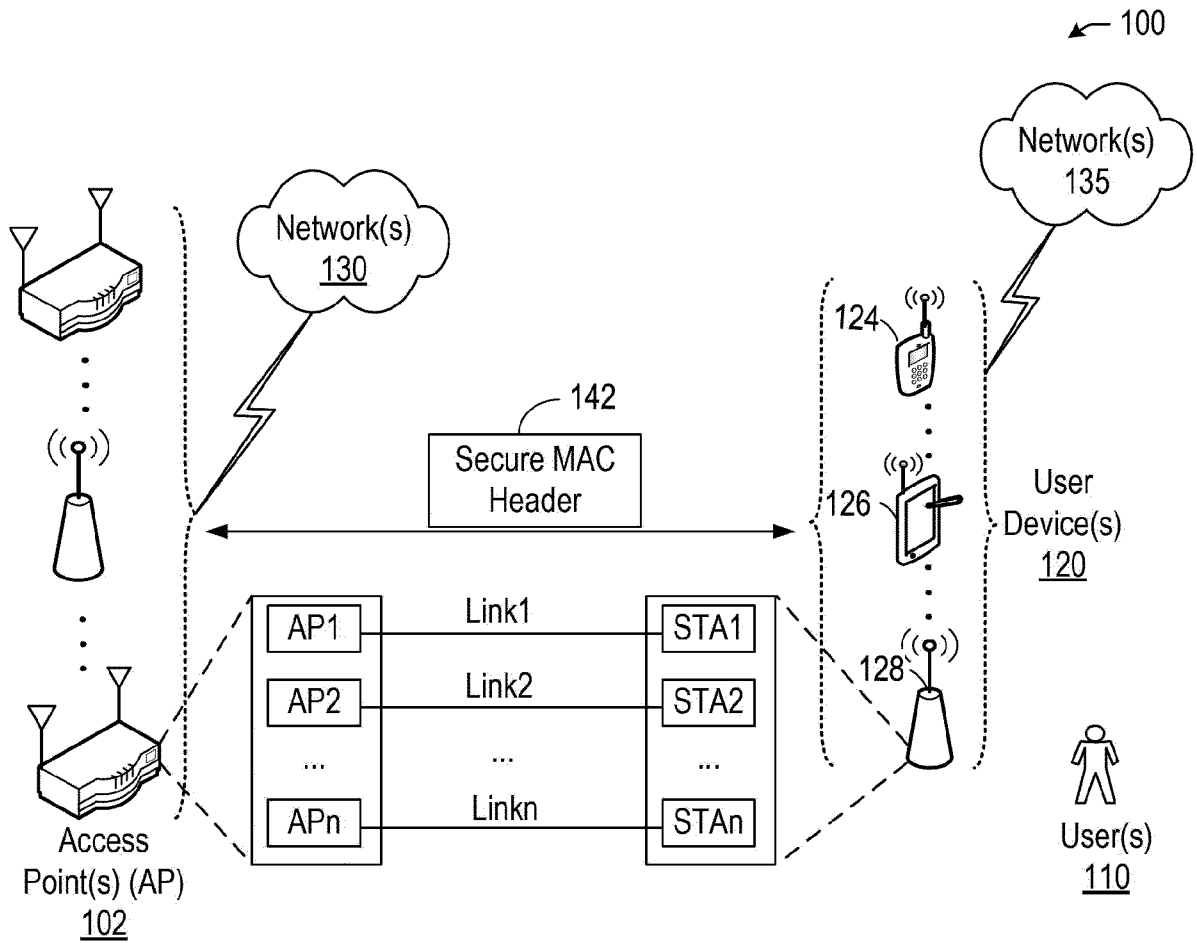 100
Network(s)
135
Network(s)
130
124
142
Secure MAC
Header
126
User
Device(s)
120
AP1
Link1
STA1
128
AP2
Link2
STA2
...
...
...
APn
Linkn
STAn
Access
Point(s) (AP)
102
User(s)
110